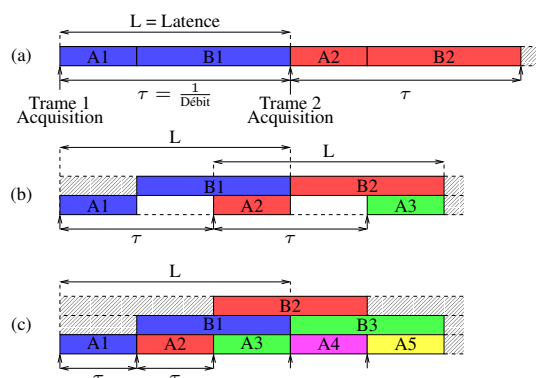 L = Latence
(a) A1 B1 A2 B2
Trame 1 τ = 1/Débit Trame 2 τ
Acquisition Acquisition
L
L
(b) B1 B2
A1 A2 A3
τ τ
L
B2
(c) B1 B3
A1 A2 A3 A4 A5
τ τ